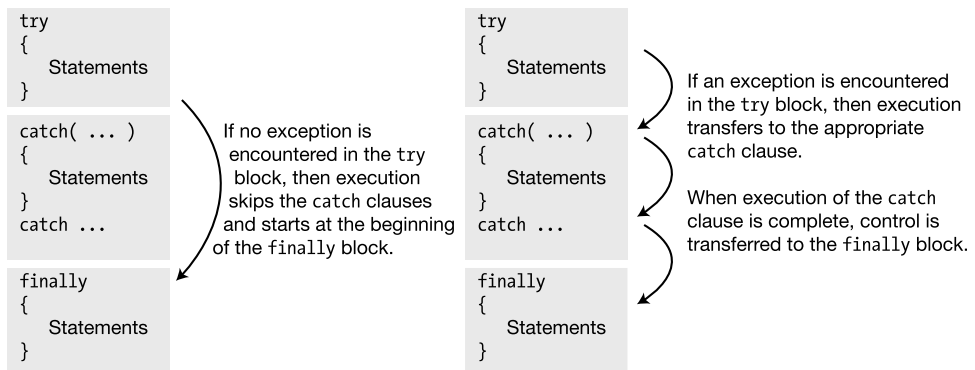 try
{
Statements
}
catch( ... )
{
Statements
}
catch ...
finally
{
Statements
}
If no exception is
encountered in the try
block, then execution
skips the catch clauses
and starts at the beginning
of the finally block.
try
{
Statements
}
catch( ... )
{
Statements
}
catch ...
finally
{
Statements
}
If an exception is encountered
in the try block, then execution
transfers to the appropriate
catch clause.
When execution of the catch
clause is complete, control is
transferred to the finally block.